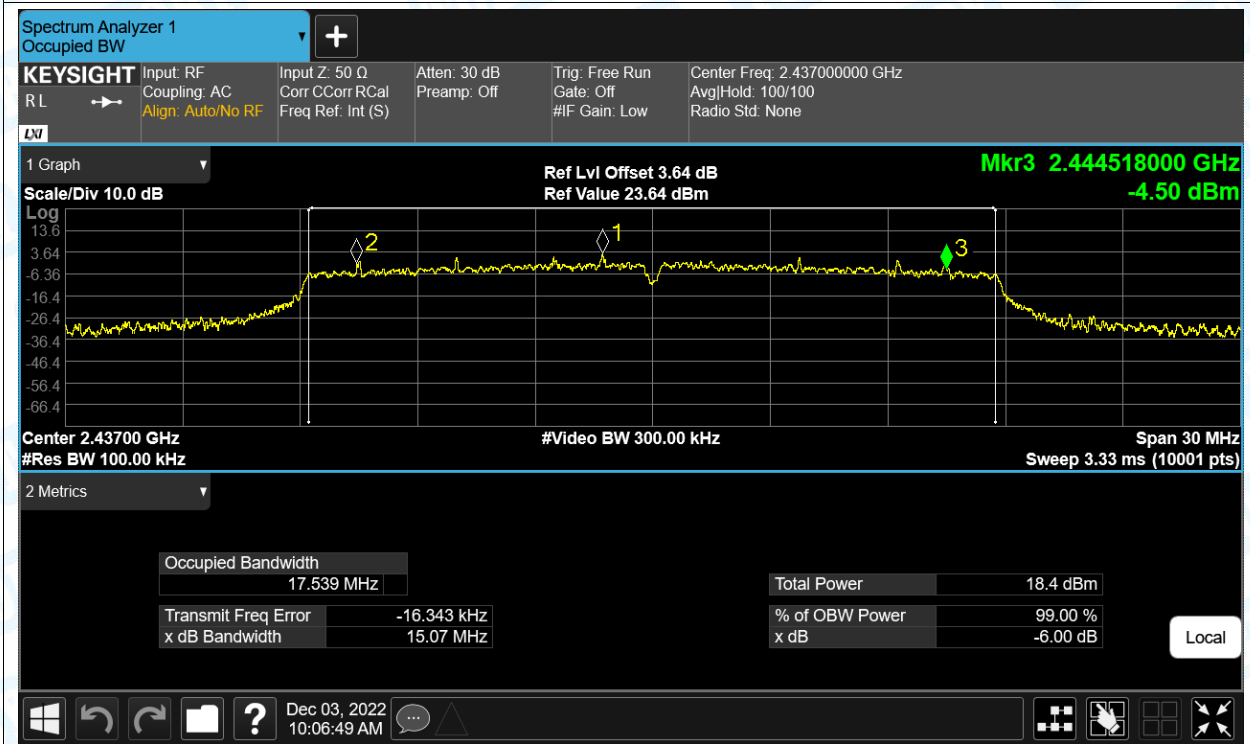 Spectrum Analyzer 1
Occupied BW
+
KEYSIGHT
R L
LXI
Input: RF
Coupling: AC
Align: Auto/No RF
Input Z: 50 Ω
Corr CCorr RCal
Freq Ref: Int (S)
Atten: 30 dB
Preamp: Off
Trig: Free Run
Gate: Off
#IF Gain: Low
Center Freq: 2.437000000 GHz
Avg|Hold: 100/100
Radio Std: None
1 Graph
Scale/Div 10.0 dB
Ref Lvl Offset 3.64 dB
Ref Value 23.64 dBm
Mkr3 2.444518000 GHz
-4.50 dBm
Log
13.6
3.64
-6.36
-16.4
-26.4
-36.4
-46.4
-56.4
-66.4
2
1
3
Center 2.43700 GHz
#Res BW 100.00 kHz
#Video BW 300.00 kHz
Span 30 MHz
Sweep 3.33 ms (10001 pts)
2 Metrics
Occupied Bandwidth
17.539 MHz
Transmit Freq Error -16.343 kHz
x dB Bandwidth 15.07 MHz
Total Power 18.4 dBm
% of OBW Power 99.00 %
x dB -6.00 dB
Local
?
Dec 03, 2022
10:06:49 AM